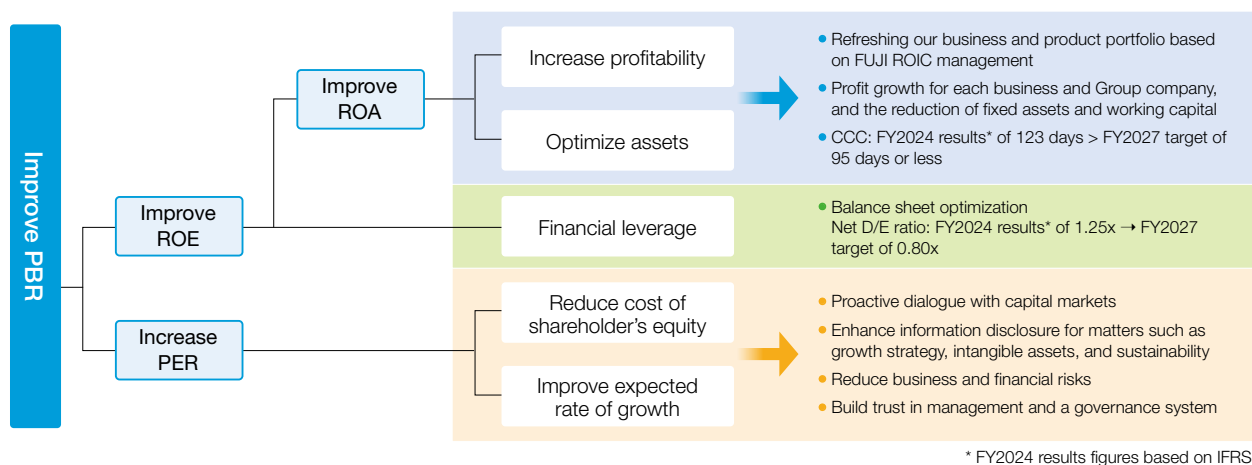 Improve PBR
Improve
ROE
Increase
PER
Improve
ROA
Increase profitability
Optimize assets
Financial leverage
Reduce cost of
shareholder’s equity
Improve expected
rate of growth
● Refreshing our business and product portfolio based
on FUJI ROIC management
● Profit growth for each business and Group company,
and the reduction of fixed assets and working capital
● CCC: FY2024 results* of 123 days > FY2027 target of
95 days or less
● Balance sheet optimization
Net D/E ratio: FY2024 results* of 1.25x → FY2027
target of 0.80x
● Proactive dialogue with capital markets
● Enhance information disclosure for matters such as
growth strategy, intangible assets, and sustainability
● Reduce business and financial risks
● Build trust in management and a governance system
* FY2024 results figures based on IFRS